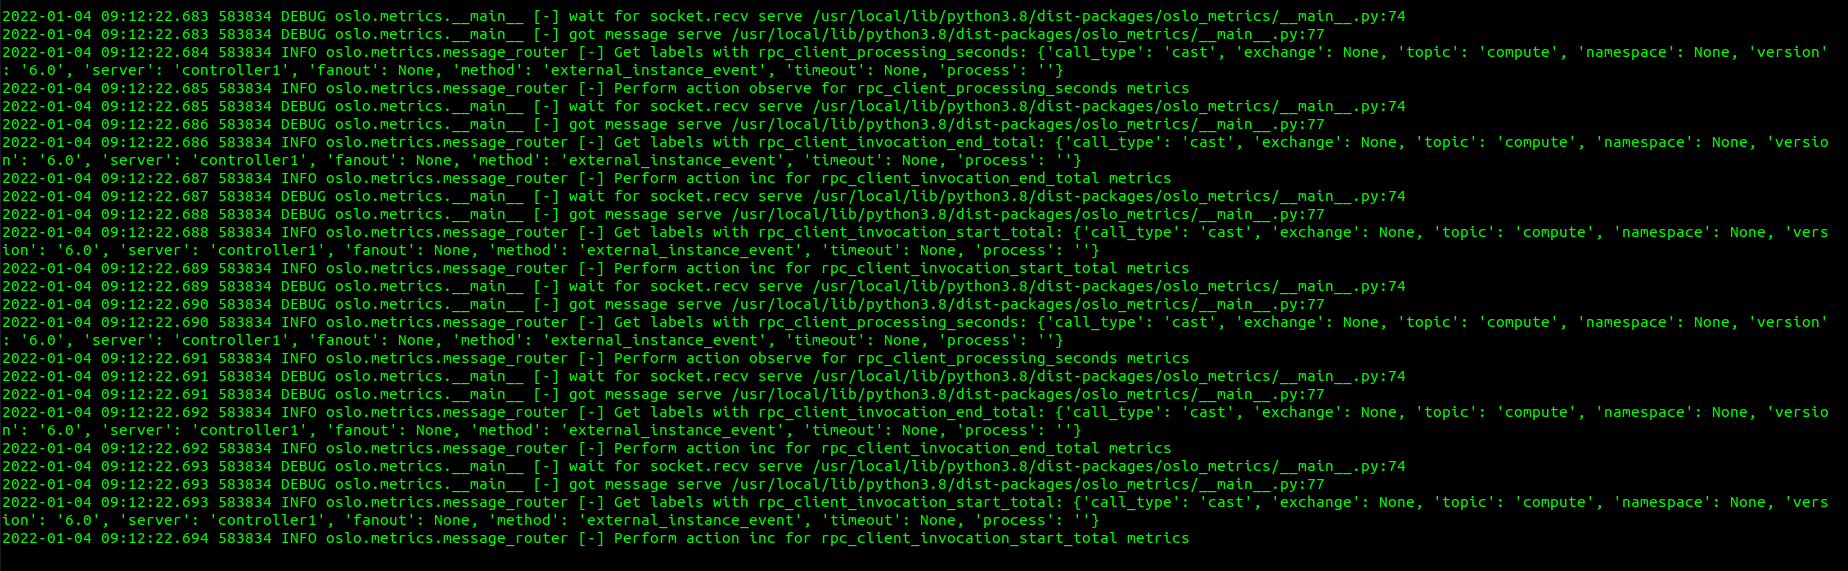 2022-01-04 09:12:22.683 583834 DEBUG oslo.metrics.__main__ [-] wait for socket.recv serve /usr/local/lib/python3.8/dist-packages/oslo_metrics/__main__.py:74
2022-01-04 09:12:22.683 583834 DEBUG oslo.metrics.__main__ [-] got message serve /usr/local/lib/python3.8/dist-packages/oslo_metrics/__main__.py:77
2022-01-04 09:12:22.684 583834 INFO oslo.metrics.message_router [-] Get labels with rpc_client_processing_seconds: {'call_type': 'cast', 'exchange': None, 'topic': 'compute', 'namespace': None, 'version'
: '6.0', 'server': 'controller1', 'fanout': None, 'method': 'external_instance_event', 'timeout': None, 'process': ''}
2022-01-04 09:12:22.685 583834 INFO oslo.metrics.message_router [-] Perform action observe for rpc_client_processing_seconds metrics
2022-01-04 09:12:22.685 583834 DEBUG oslo.metrics.__main__ [-] wait for socket.recv serve /usr/local/lib/python3.8/dist-packages/oslo_metrics/__main__.py:74
2022-01-04 09:12:22.686 583834 DEBUG oslo.metrics.__main__ [-] got message serve /usr/local/lib/python3.8/dist-packages/oslo_metrics/__main__.py:77
2022-01-04 09:12:22.686 583834 INFO oslo.metrics.message_router [-] Get labels with rpc_client_invocation_end_total: {'call_type': 'cast', 'exchange': None, 'topic': 'compute', 'namespace': None, 'versio
n': '6.0', 'server': 'controller1', 'fanout': None, 'method': 'external_instance_event', 'timeout': None, 'process': ''}
2022-01-04 09:12:22.687 583834 INFO oslo.metrics.message_router [-] Perform action inc for rpc_client_invocation_end_total metrics
2022-01-04 09:12:22.687 583834 DEBUG oslo.metrics.__main__ [-] wait for socket.recv serve /usr/local/lib/python3.8/dist-packages/oslo_metrics/__main__.py:74
2022-01-04 09:12:22.688 583834 DEBUG oslo.metrics.__main__ [-] got message serve /usr/local/lib/python3.8/dist-packages/oslo_metrics/__main__.py:77
2022-01-04 09:12:22.688 583834 INFO oslo.metrics.message_router [-] Get labels with rpc_client_invocation_start_total: {'call_type': 'cast', 'exchange': None, 'topic': 'compute', 'namespace': None, 'vers
ion': '6.0', 'server': 'controller1', 'fanout': None, 'method': 'external_instance_event', 'timeout': None, 'process': ''}
2022-01-04 09:12:22.689 583834 INFO oslo.metrics.message_router [-] Perform action inc for rpc_client_invocation_start_total metrics
2022-01-04 09:12:22.689 583834 DEBUG oslo.metrics.__main__ [-] wait for socket.recv serve /usr/local/lib/python3.8/dist-packages/oslo_metrics/__main__.py:74
2022-01-04 09:12:22.690 583834 DEBUG oslo.metrics.__main__ [-] got message serve /usr/local/lib/python3.8/dist-packages/oslo_metrics/__main__.py:77
2022-01-04 09:12:22.690 583834 INFO oslo.metrics.message_router [-] Get labels with rpc_client_processing_seconds: {'call_type': 'cast', 'exchange': None, 'topic': 'compute', 'namespace': None, 'version'
: '6.0', 'server': 'controller1', 'fanout': None, 'method': 'external_instance_event', 'timeout': None, 'process': ''}
2022-01-04 09:12:22.691 583834 INFO oslo.metrics.message_router [-] Perform action observe for rpc_client_processing_seconds metrics
2022-01-04 09:12:22.691 583834 DEBUG oslo.metrics.__main__ [-] wait for socket.recv serve /usr/local/lib/python3.8/dist-packages/oslo_metrics/__main__.py:74
2022-01-04 09:12:22.691 583834 DEBUG oslo.metrics.__main__ [-] got message serve /usr/local/lib/python3.8/dist-packages/oslo_metrics/__main__.py:77
2022-01-04 09:12:22.692 583834 INFO oslo.metrics.message_router [-] Get labels with rpc_client_invocation_end_total: {'call_type': 'cast', 'exchange': None, 'topic': 'compute', 'namespace': None, 'versio
n': '6.0', 'server': 'controller1', 'fanout': None, 'method': 'external_instance_event', 'timeout': None, 'process': ''}
2022-01-04 09:12:22.692 583834 INFO oslo.metrics.message_router [-] Perform action inc for rpc_client_invocation_end_total metrics
2022-01-04 09:12:22.693 583834 DEBUG oslo.metrics.__main__ [-] wait for socket.recv serve /usr/local/lib/python3.8/dist-packages/oslo_metrics/__main__.py:74
2022-01-04 09:12:22.693 583834 DEBUG oslo.metrics.__main__ [-] got message serve /usr/local/lib/python3.8/dist-packages/oslo_metrics/__main__.py:77
2022-01-04 09:12:22.693 583834 INFO oslo.metrics.message_router [-] Get labels with rpc_client_invocation_start_total: {'call_type': 'cast', 'exchange': None, 'topic': 'compute', 'namespace': None, 'vers
ion': '6.0', 'server': 'controller1', 'fanout': None, 'method': 'external_instance_event', 'timeout': None, 'process': ''}
2022-01-04 09:12:22.694 583834 INFO oslo.metrics.message_router [-] Perform action inc for rpc_client_invocation_start_total metrics